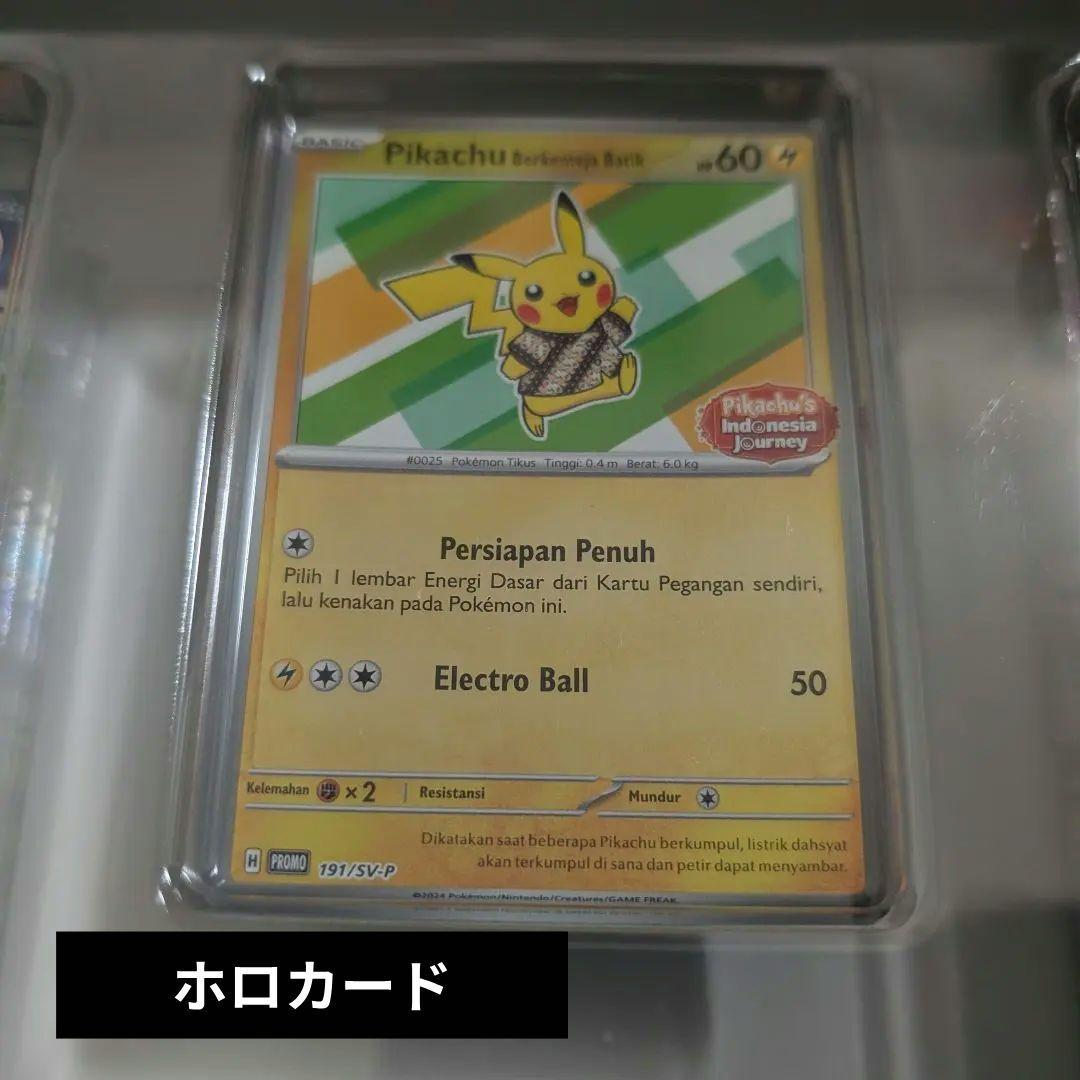 BASIC
Pikachu Berkemeja Batik HP60
Pikachu's
Indonesia
Journey
#0025 Pokémon Tikus Tinggi: 0.4 m Berat: 6.0 kg
Persiapan Penuh
Pilih 1 lembar Energi Dasar dari Kartu Pegangan sendiri,
lalu kenakan pada Pokémon ini.
Electro Ball 50
Kelemahan ×2 Resistansi Mundur
Dikatakan saat beberapa Pikachu berkumpul, listrik dahsyat
akan terkumpul di sana dan petir dapat menyambar.
H PROMO 191/SV-P
©2024 Pokémon/Nintendo/Creatures/GAME FREAK.
ホロカード